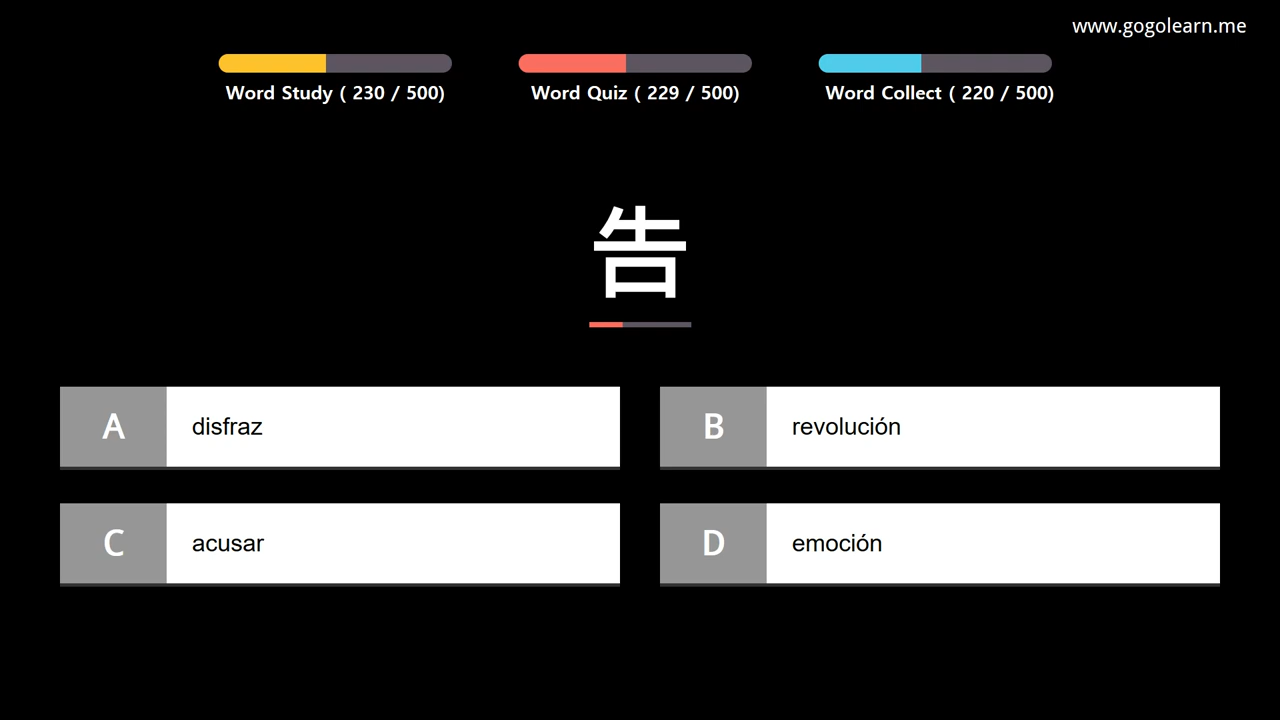 www.gogolearn.me
Word Study ( 230 / 500)
Word Quiz ( 229 / 500)
Word Collect ( 220 / 500)
告
A disfraz
B revolución
C acusar
D emoción